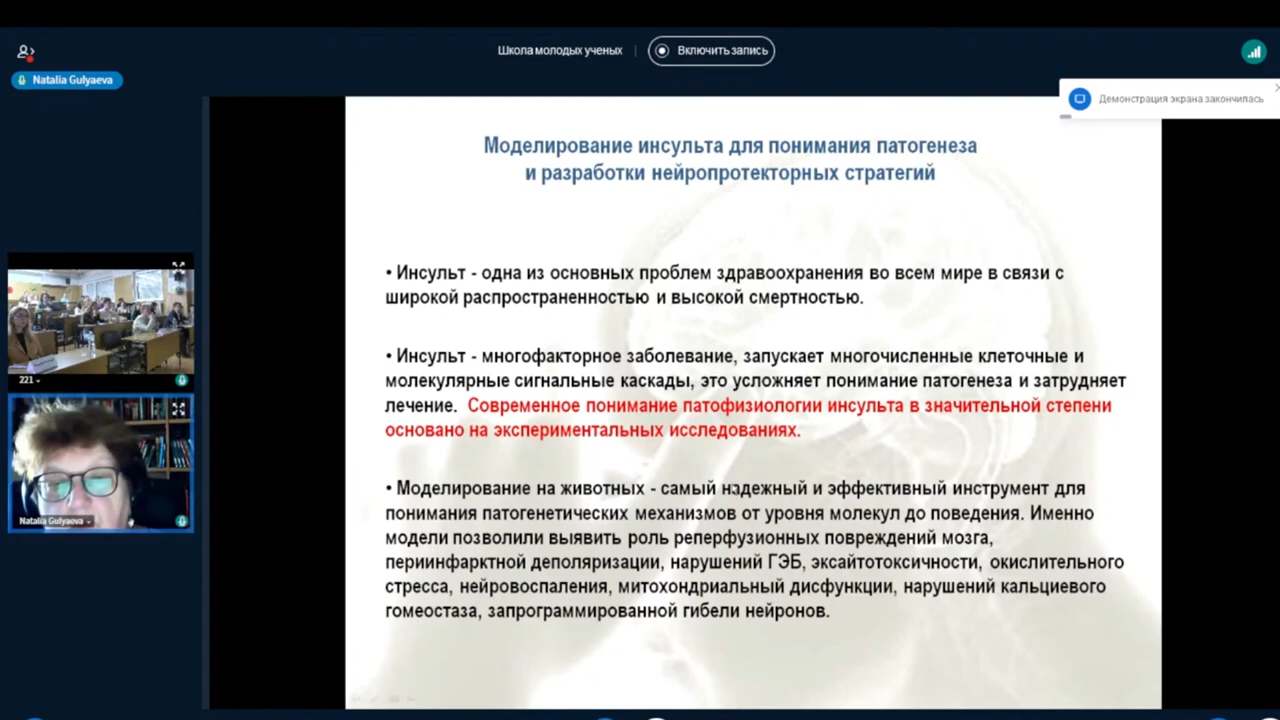 Школа молодых ученых
Включить запись
Natalia Gulyaeva
Демонстрация экрана закончилась
Моделирование инсульта для понимания патогенеза
и разработки нейропротекторных стратегий
• Инсульт - одна из основных проблем здравоохранения во всем мире в связи с
широкой распространенностью и высокой смертностью.
• Инсульт - многофакторное заболевание, запускает многочисленные клеточные и
молекулярные сигнальные каскады, это усложняет понимание патогенеза и затрудняет
лечение. Современное понимание патофизиологии инсульта в значительной степени
основано на экспериментальных исследованиях.
• Моделирование на животных - самый надежный и эффективный инструмент для
понимания патогенетических механизмов от уровня молекул до поведения. Именно
модели позволили выявить роль реперфузионных повреждений мозга,
периинфарктной деполяризации, нарушений ГЭБ, эксайтотоксичности, окислительного
стресса, нейровоспаления, митохондриальный дисфункции, нарушений кальциевого
гомеостаза, запрограммированной гибели нейронов.
221
Natalia Gulyaeva